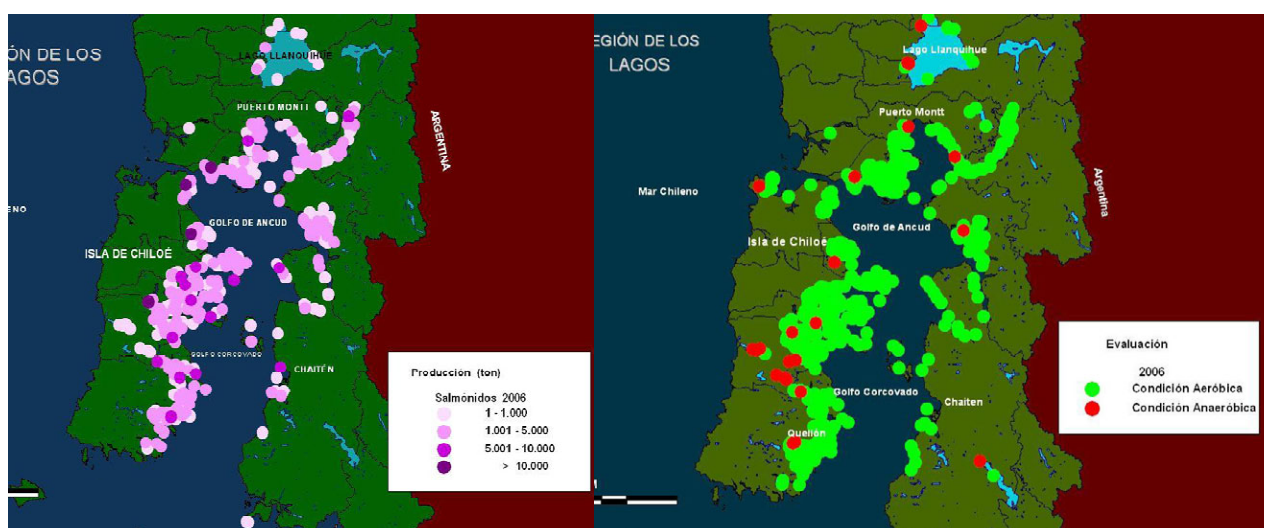 ÓN DE LOS
AGOS
LAGO LLANQUIHUE
PUERTO MONTT
ARGENTINA
ENO
GOLFO DE ANCUD
ISLA DE CHILOÉ
GOLFO CORCOVADO
CHAITÉN
Producción (ton)
Salmónidos 2006
1 - 1.000
1.001 - 5.000
5.001 - 10.000
> 10.000
EGIÓN DE LOS
LAGOS
Lago Llanquihue
Puerto Montt
Mar Chileno
Argentina
Golfo de Ancud
Isla de Chiloé
Golfo Corcovado
Chaiten
Quellón
Evaluación
2006
Condición Aeróbica
Condición Anaeróbica